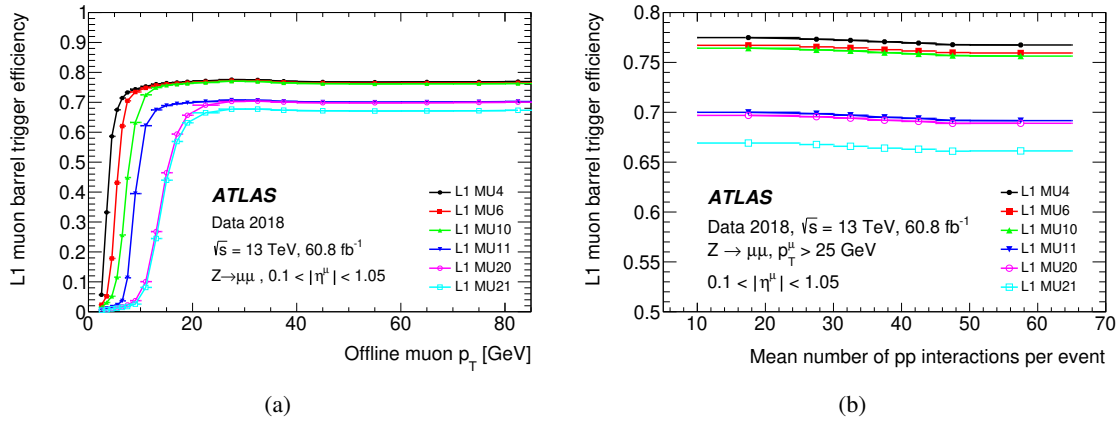 L1 muon barrel trigger efficiency
1
0.9
0.8
0.7
0.6
0.5
0.4
0.3
0.2
0.1
0
0 10 20 30 40 50 60 70 80
Offline muon p_T [GeV]
ATLAS
Data 2018
√s = 13 TeV, 60.8 fb⁻¹
Z→μμ , 0.1 < |η^μ| < 1.05
L1 MU4
L1 MU6
L1 MU10
L1 MU11
L1 MU20
L1 MU21
(a)
L1 muon barrel trigger efficiency
0.8
0.75
0.7
0.65
0.6
0.55
0.5
10 20 30 40 50 60 70
Mean number of pp interactions per event
ATLAS
Data 2018, √s = 13 TeV, 60.8 fb⁻¹
Z → μμ, p_T^μ > 25 GeV
0.1 < |η^μ| < 1.05
L1 MU4
L1 MU6
L1 MU10
L1 MU11
L1 MU20
L1 MU21
(b)